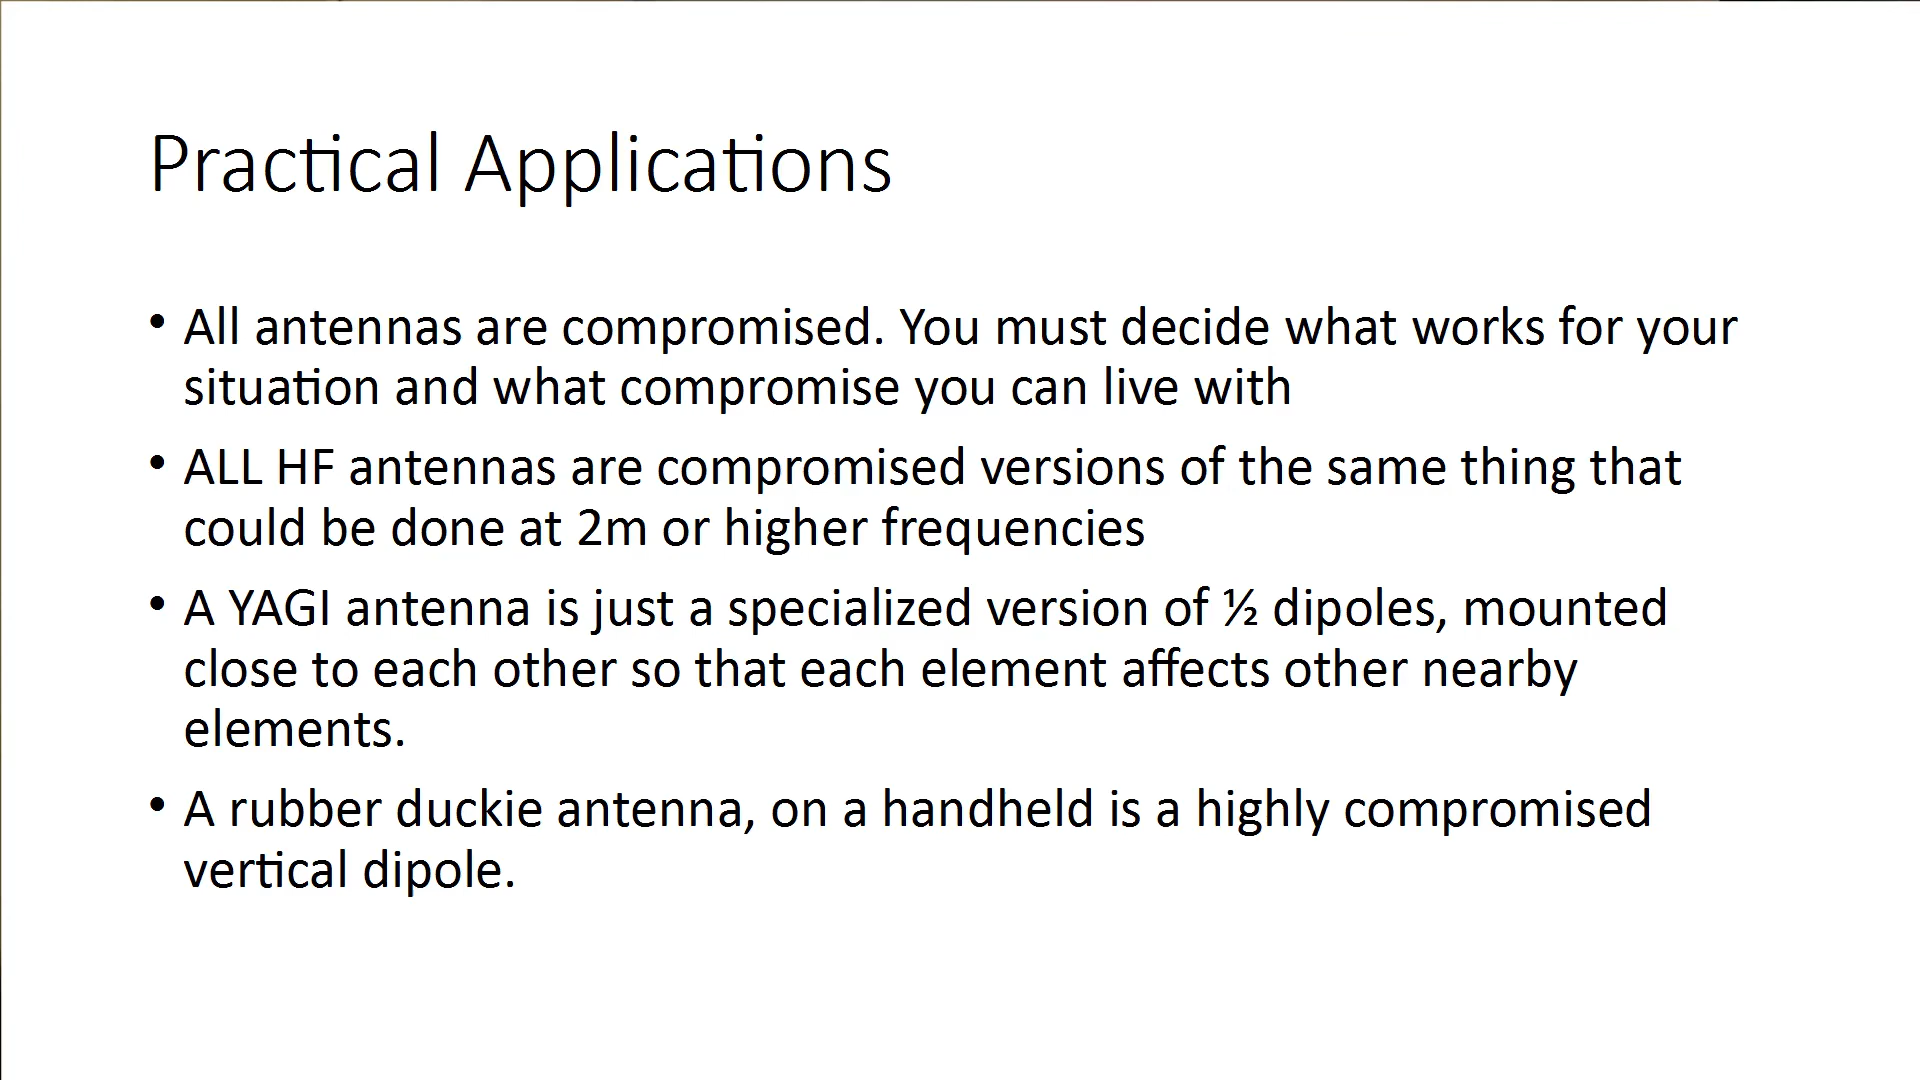 Practical Applications
• All antennas are compromised. You must decide what works for your
situation and what compromise you can live with
• ALL HF antennas are compromised versions of the same thing that
could be done at 2m or higher frequencies
• A YAGI antenna is just a specialized version of ½ dipoles, mounted
close to each other so that each element affects other nearby
elements.
• A rubber duckie antenna, on a handheld is a highly compromised
vertical dipole.